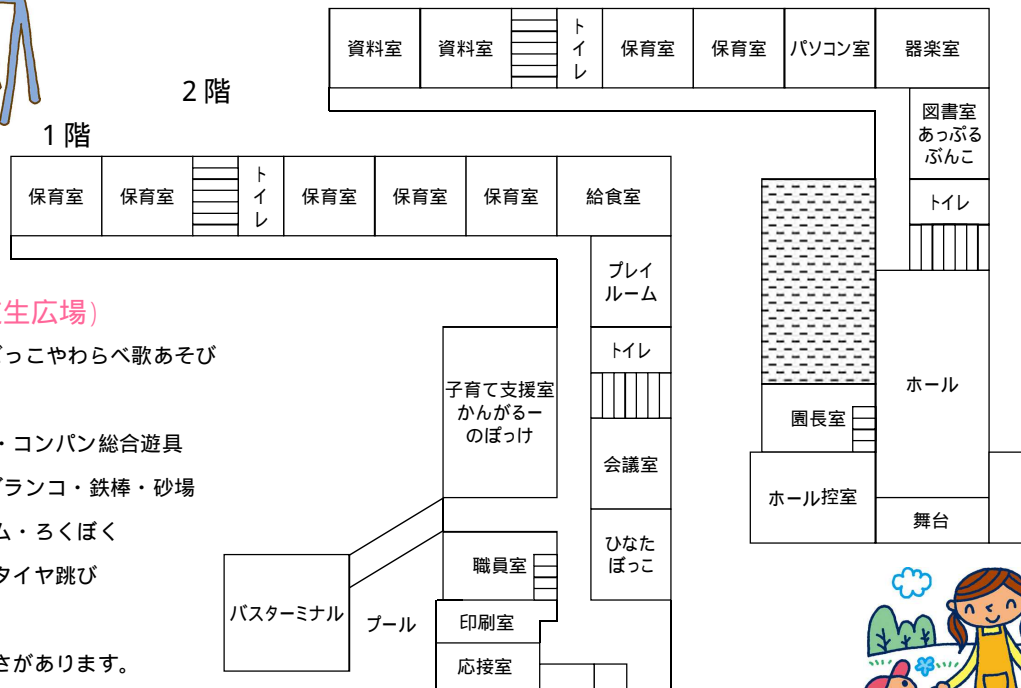 2階
資料室
資料室
トイレ
保育室
保育室
パソコン室
器楽室
図書室
あっぷる
ぶんこ
トイレ
ホール
園長室
ホール控室
舞台
1階
保育室
保育室
トイレ
保育室
保育室
保育室
給食室
プレイ
ルーム
トイレ
子育て支援室
かんがるー
のぽっけ
会議室
ひなた
ぼっこ
職員室
バスターミナル
プール
印刷室
応接室
生広場)
っこやわらべ歌あそび
・コンパン総合遊具
ブランコ・鉄棒・砂場
ム・ろくぼく
タイヤ跳び
さがあります。